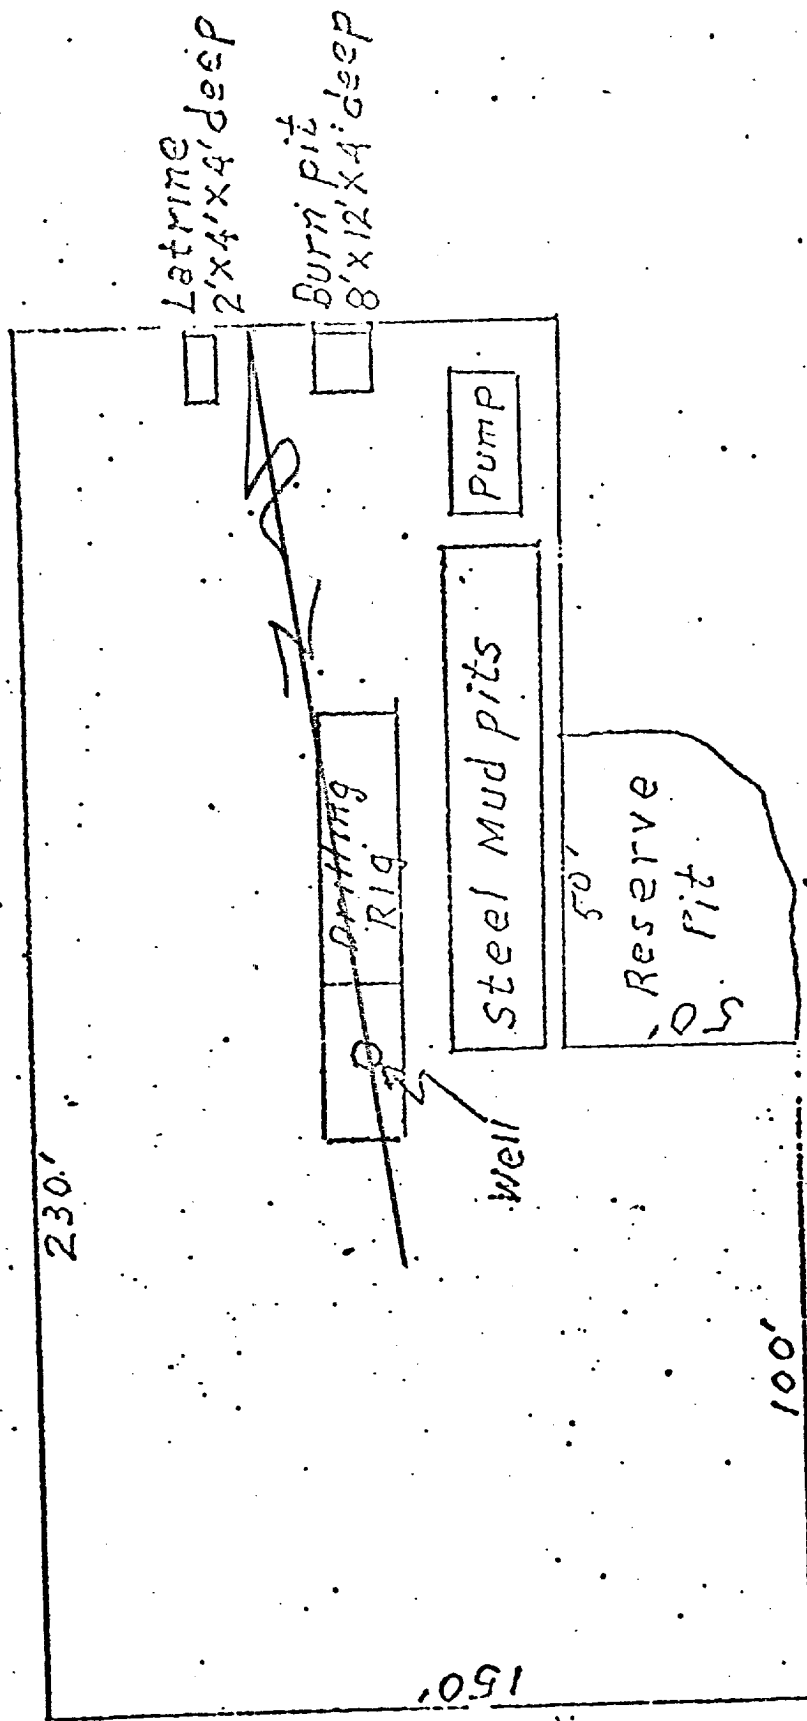 Latrine
2'x4'x4'deep
Burn pit
8'x12'x4'deep
230.'
Drilling
Rig
N
Pump
Steel Mud pits
Well
50'
Reserve
Pit
50'
150'
100'